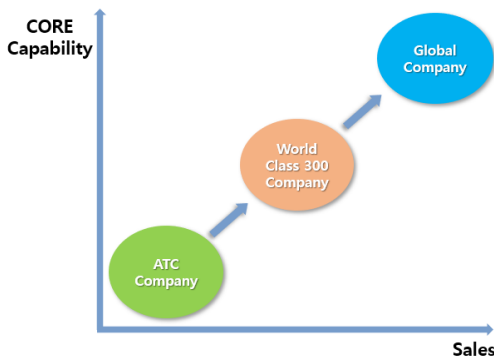 CORE
Capability
Global
Company
World
Class 300
Company
ATC
Company
Sales